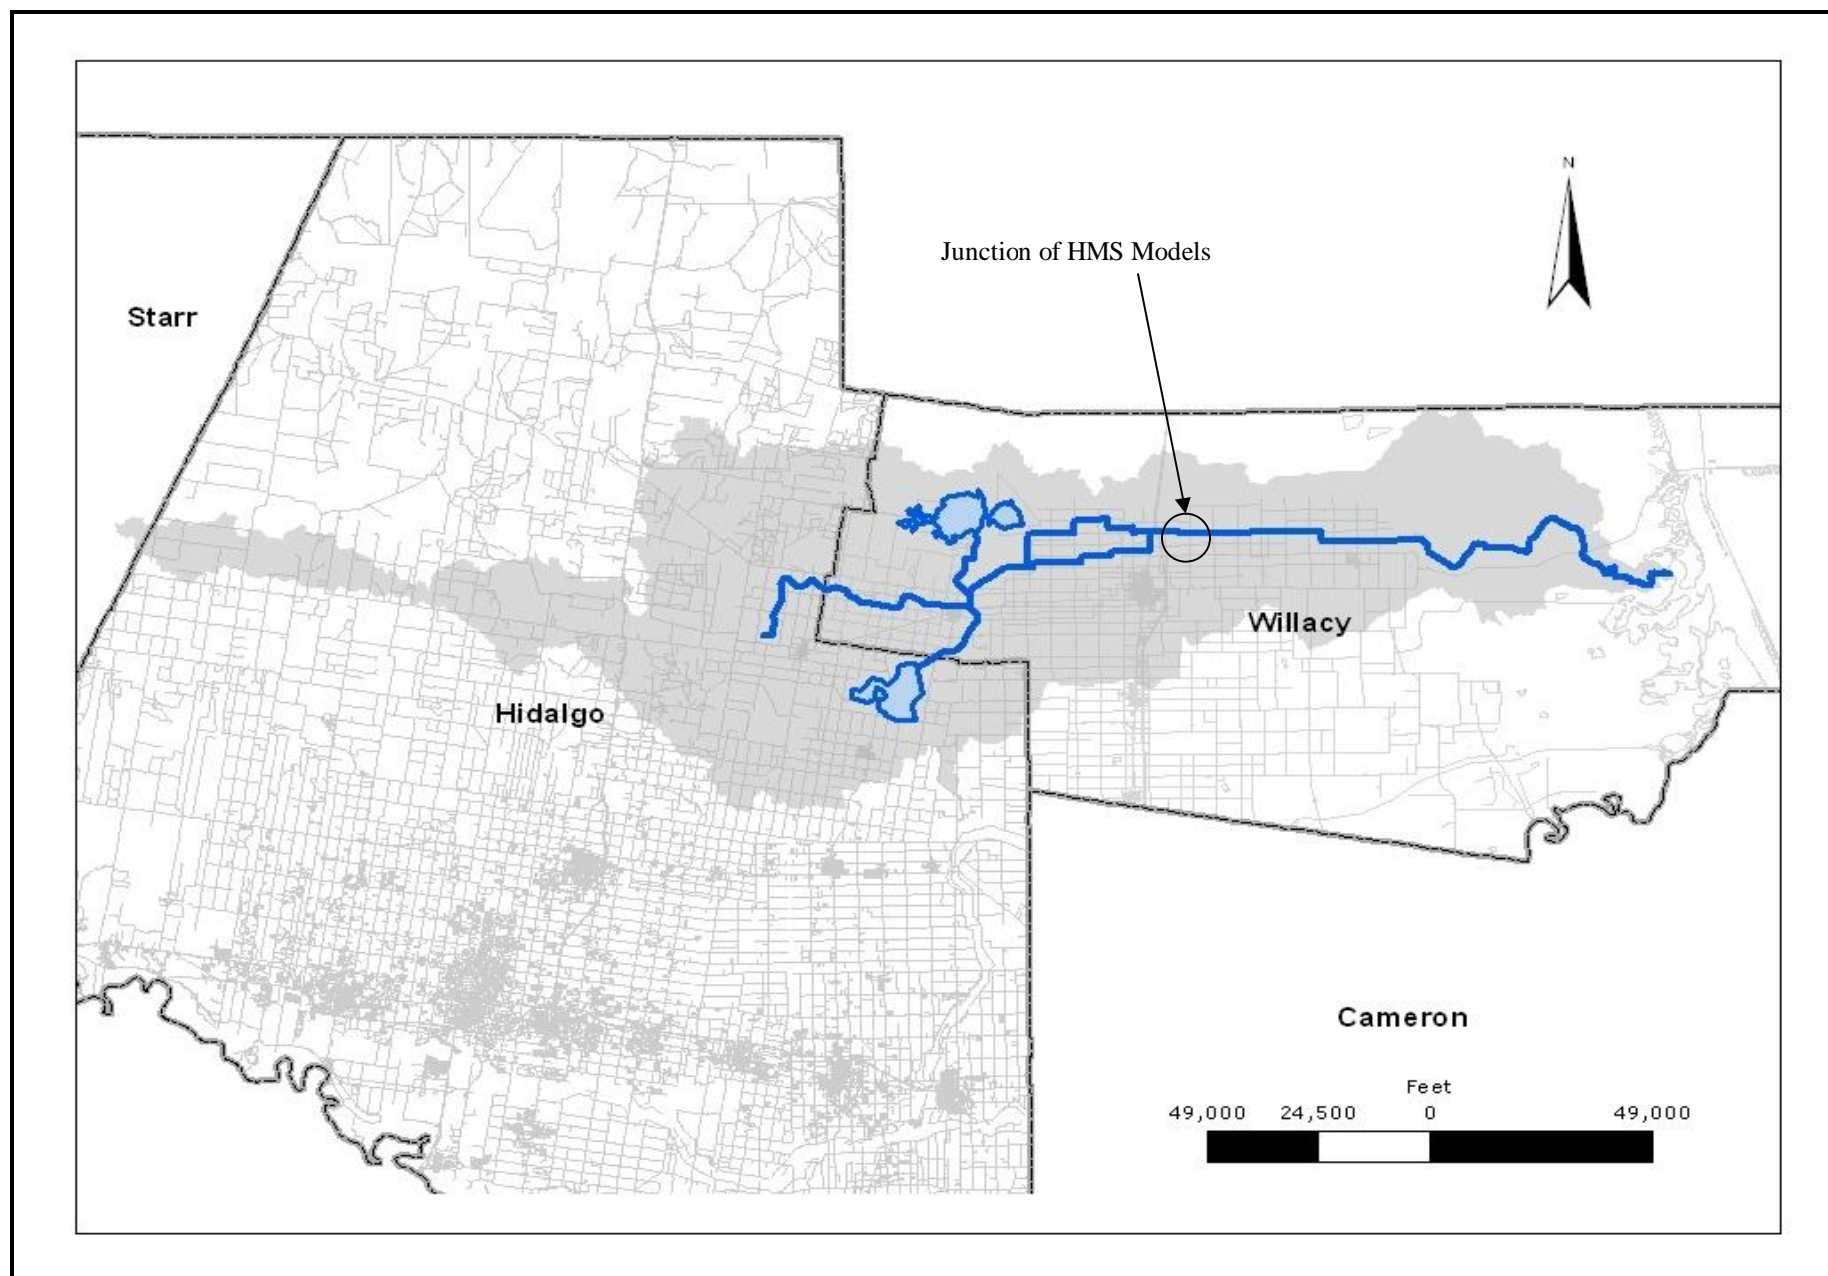 N
Junction of HMS Models
Starr
Willacy
Hidalgo
Cameron
Feet
49,000 24,500 0 49,000